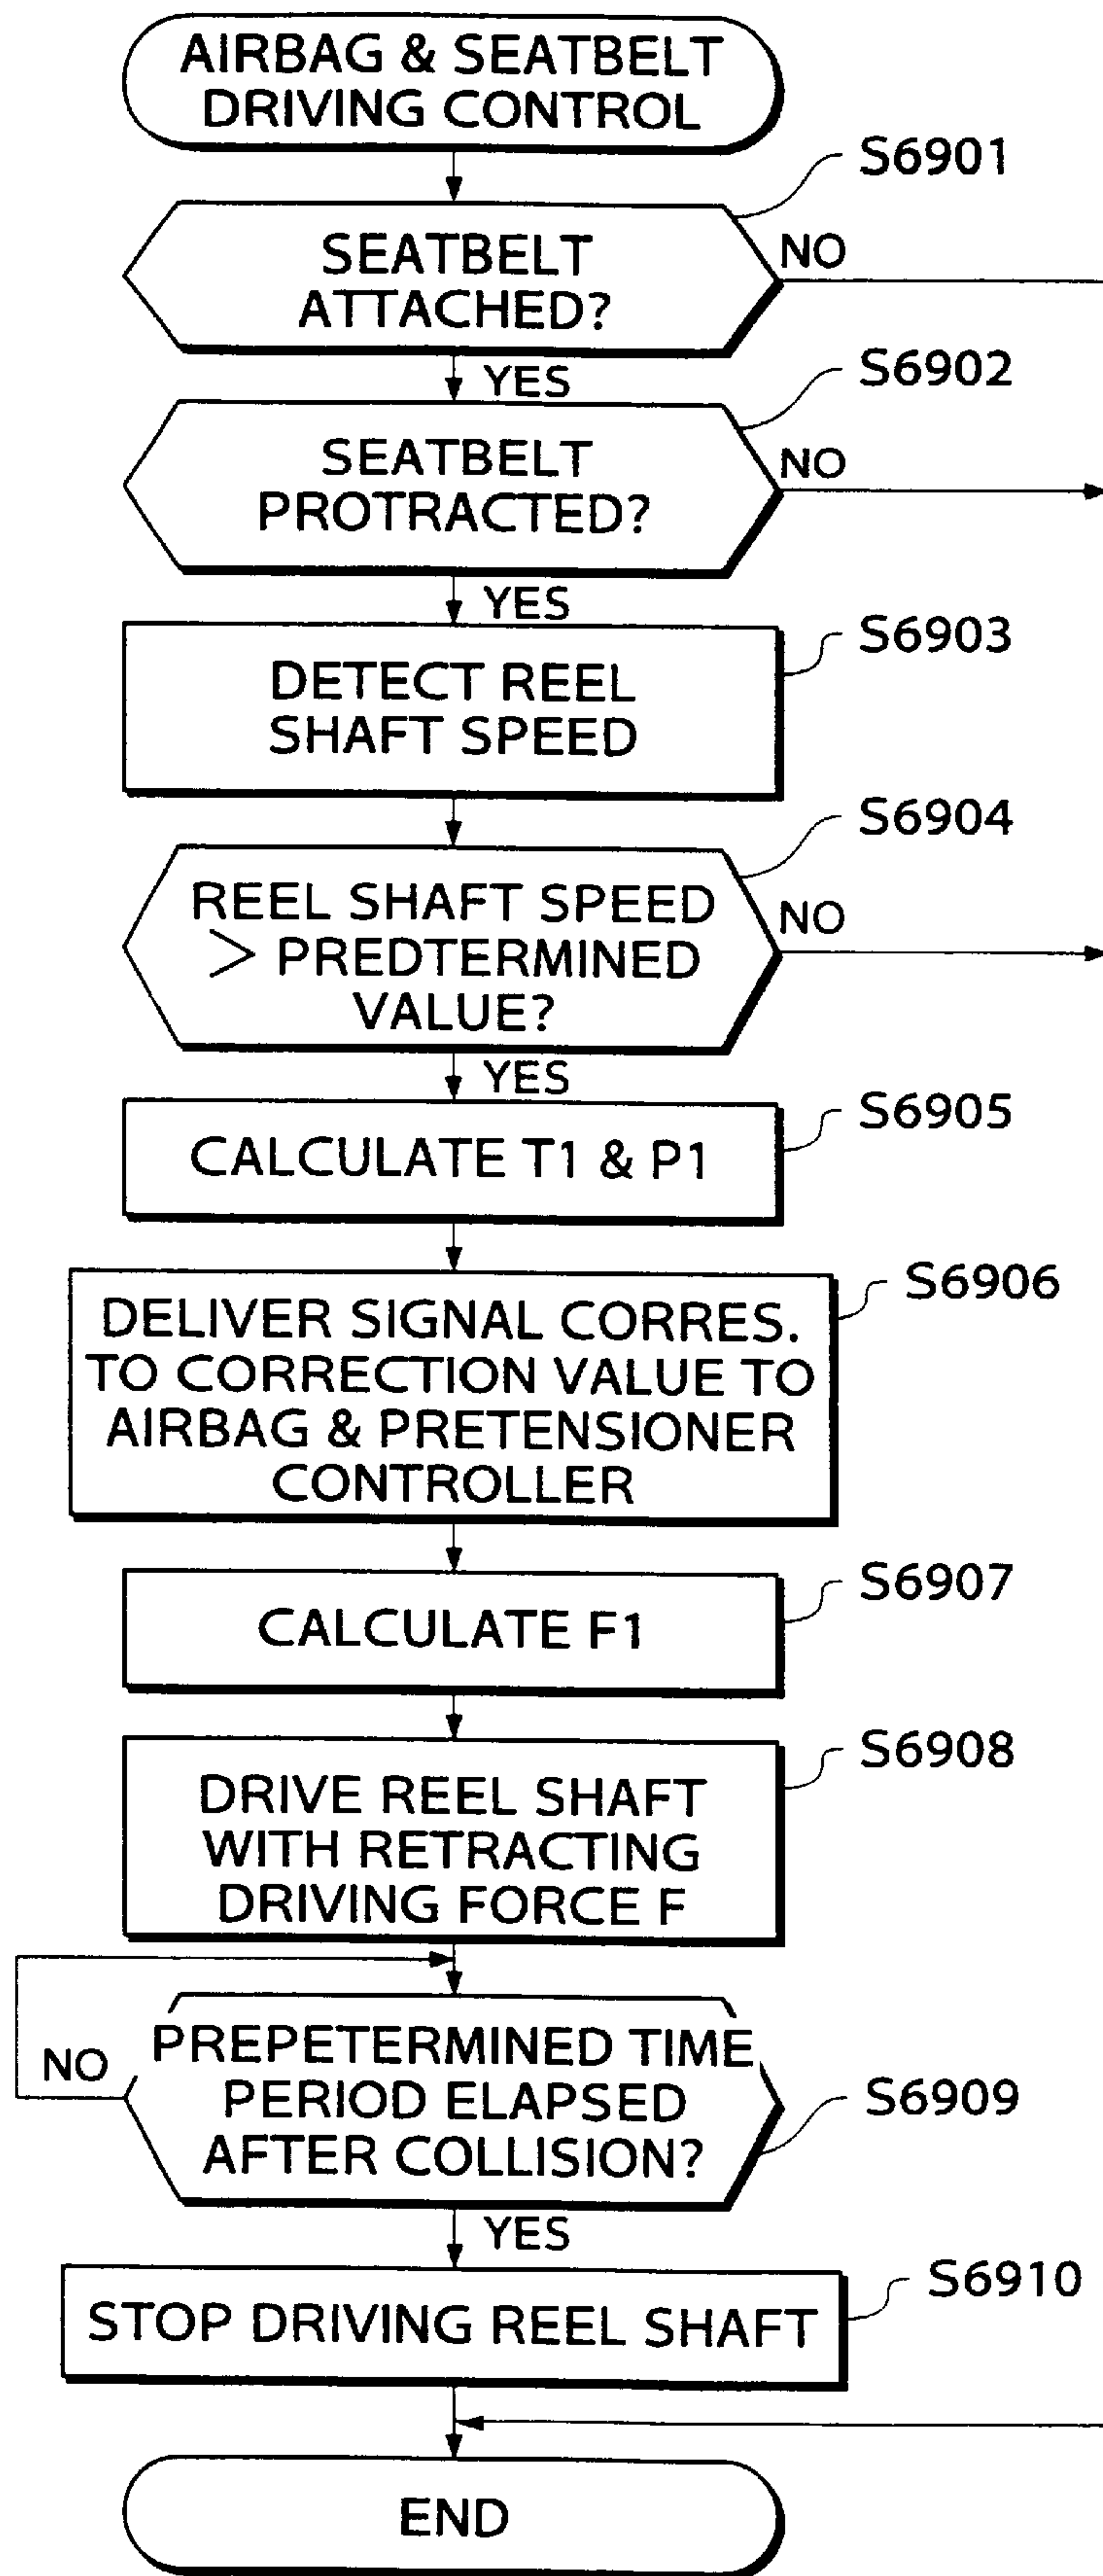 AIRBAG & SEATBELT
DRIVING CONTROL
S6901
SEATBELT
ATTACHED?
NO
YES
S6902
SEATBELT
PROTRACTED?
NO
YES
S6903
DETECT REEL
SHAFT SPEED
S6904
REEL SHAFT SPEED
> PREDTERMINED
VALUE?
NO
YES
S6905
CALCULATE T1 & P1
S6906
DELIVER SIGNAL CORRES.
TO CORRECTION VALUE TO
AIRBAG & PRETENSIONER
CONTROLLER
S6907
CALCULATE F1
S6908
DRIVE REEL SHAFT
WITH RETRACTING
DRIVING FORCE F
PREPETERMINED TIME
PERIOD ELAPSED
AFTER COLLISION?
NO
S6909
YES
S6910
STOP DRIVING REEL SHAFT
END